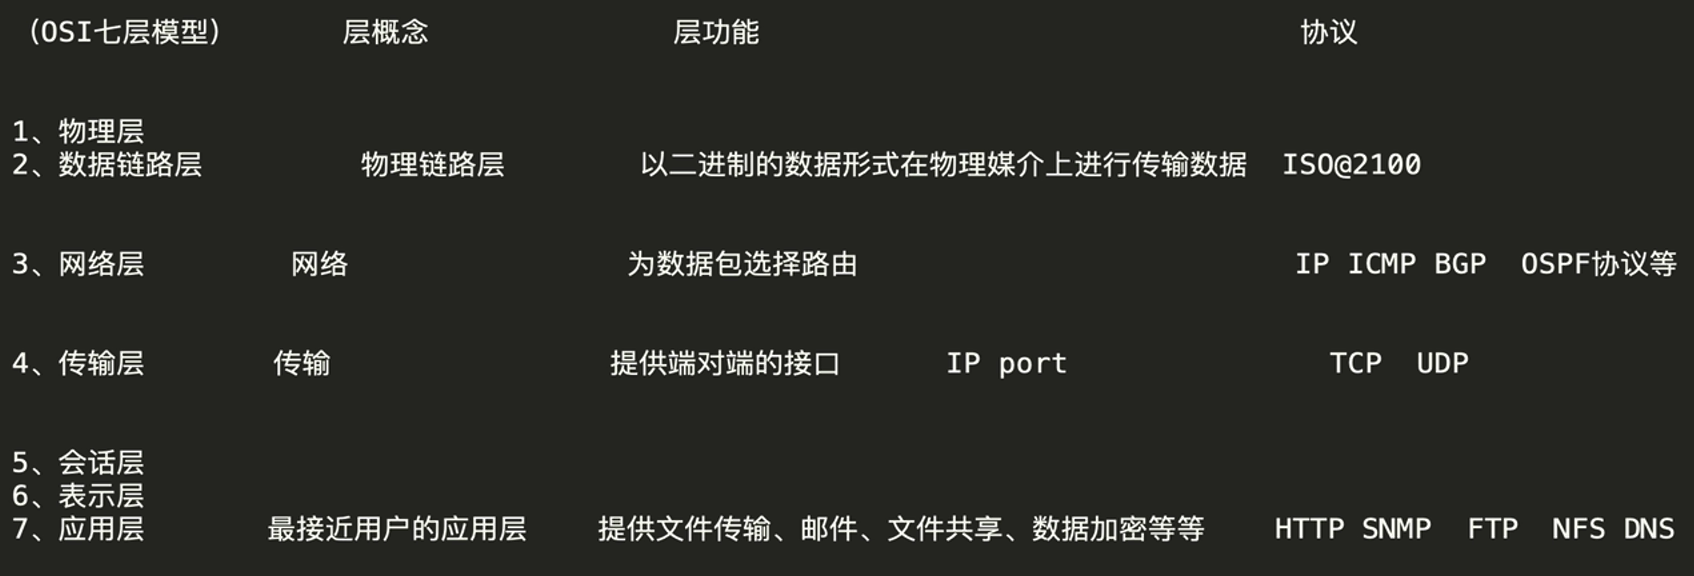 （OSI七层模型） 层概念 层功能 协议
1、物理层
2、数据链路层 物理链路层 以二进制的数据形式在物理媒介上进行传输数据 ISO@2100
3、网络层 网络 为数据包选择路由 IP ICMP BGP OSPF协议等
4、传输层 传输 提供端对端的接口 IP port TCP UDP
5、会话层
6、表示层
7、应用层 最接近用户的应用层 提供文件传输、邮件、文件共享、数据加密等等 HTTP SNMP FTP NFS DNS